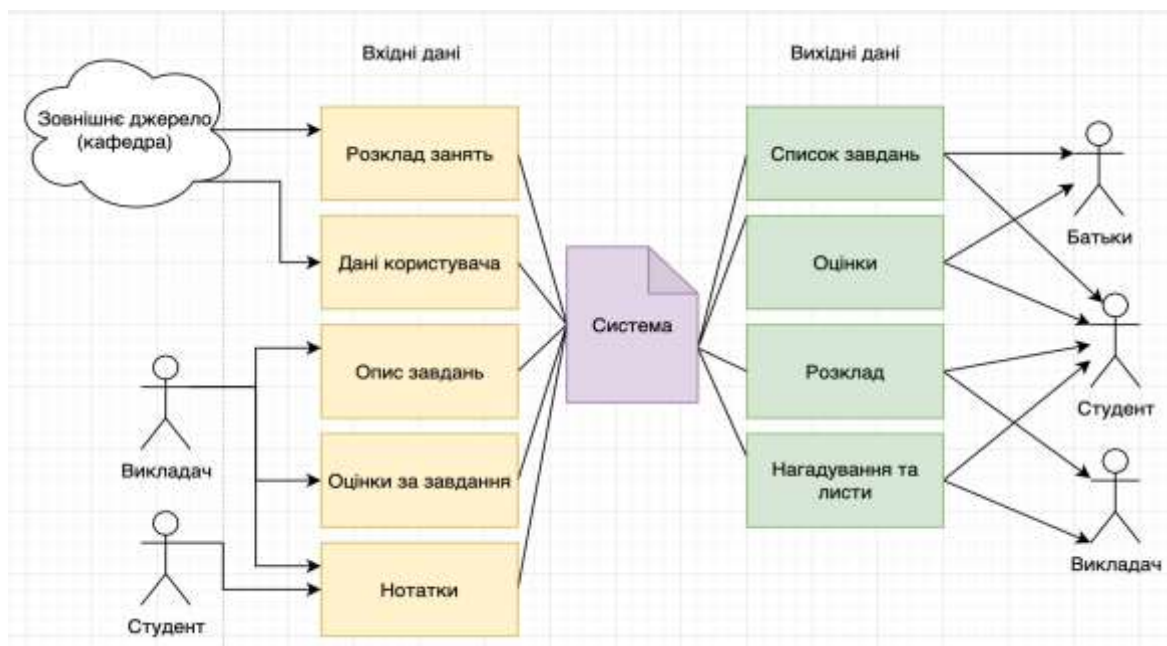 Вхідні дані
Вихідні дані
Зовнішнє джерело
(кафедра)
Розклад занять
Дані користувача
Опис завдань
Оцінки за завдання
Нотатки
Викладач
Студент
Система
Список завдань
Оцінки
Розклад
Нагадування та
листи
Батьки
Студент
Викладач